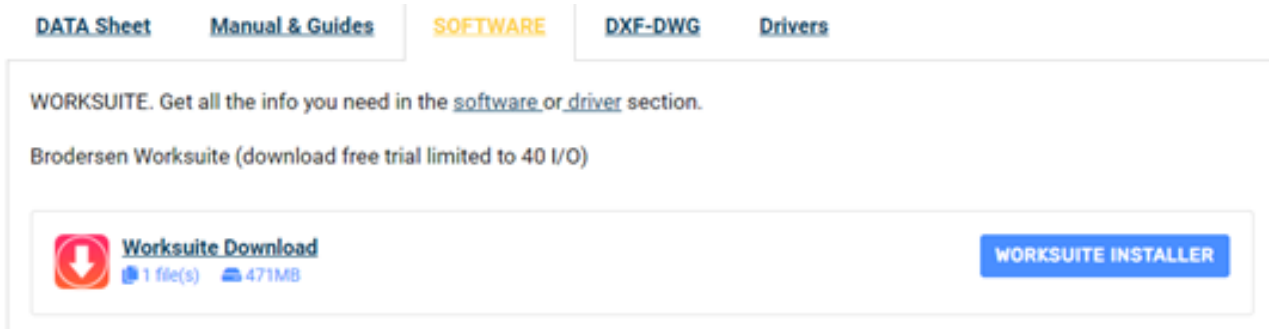 DATA Sheet Manual & Guides SOFTWARE DXF-DWG Drivers
WORKSUITE. Get all the info you need in the software or driver section.
Brodersen Worksuite (download free trial limited to 40 I/O)
Worksuite Download
1 file(s) 471MB
WORKSUITE INSTALLER